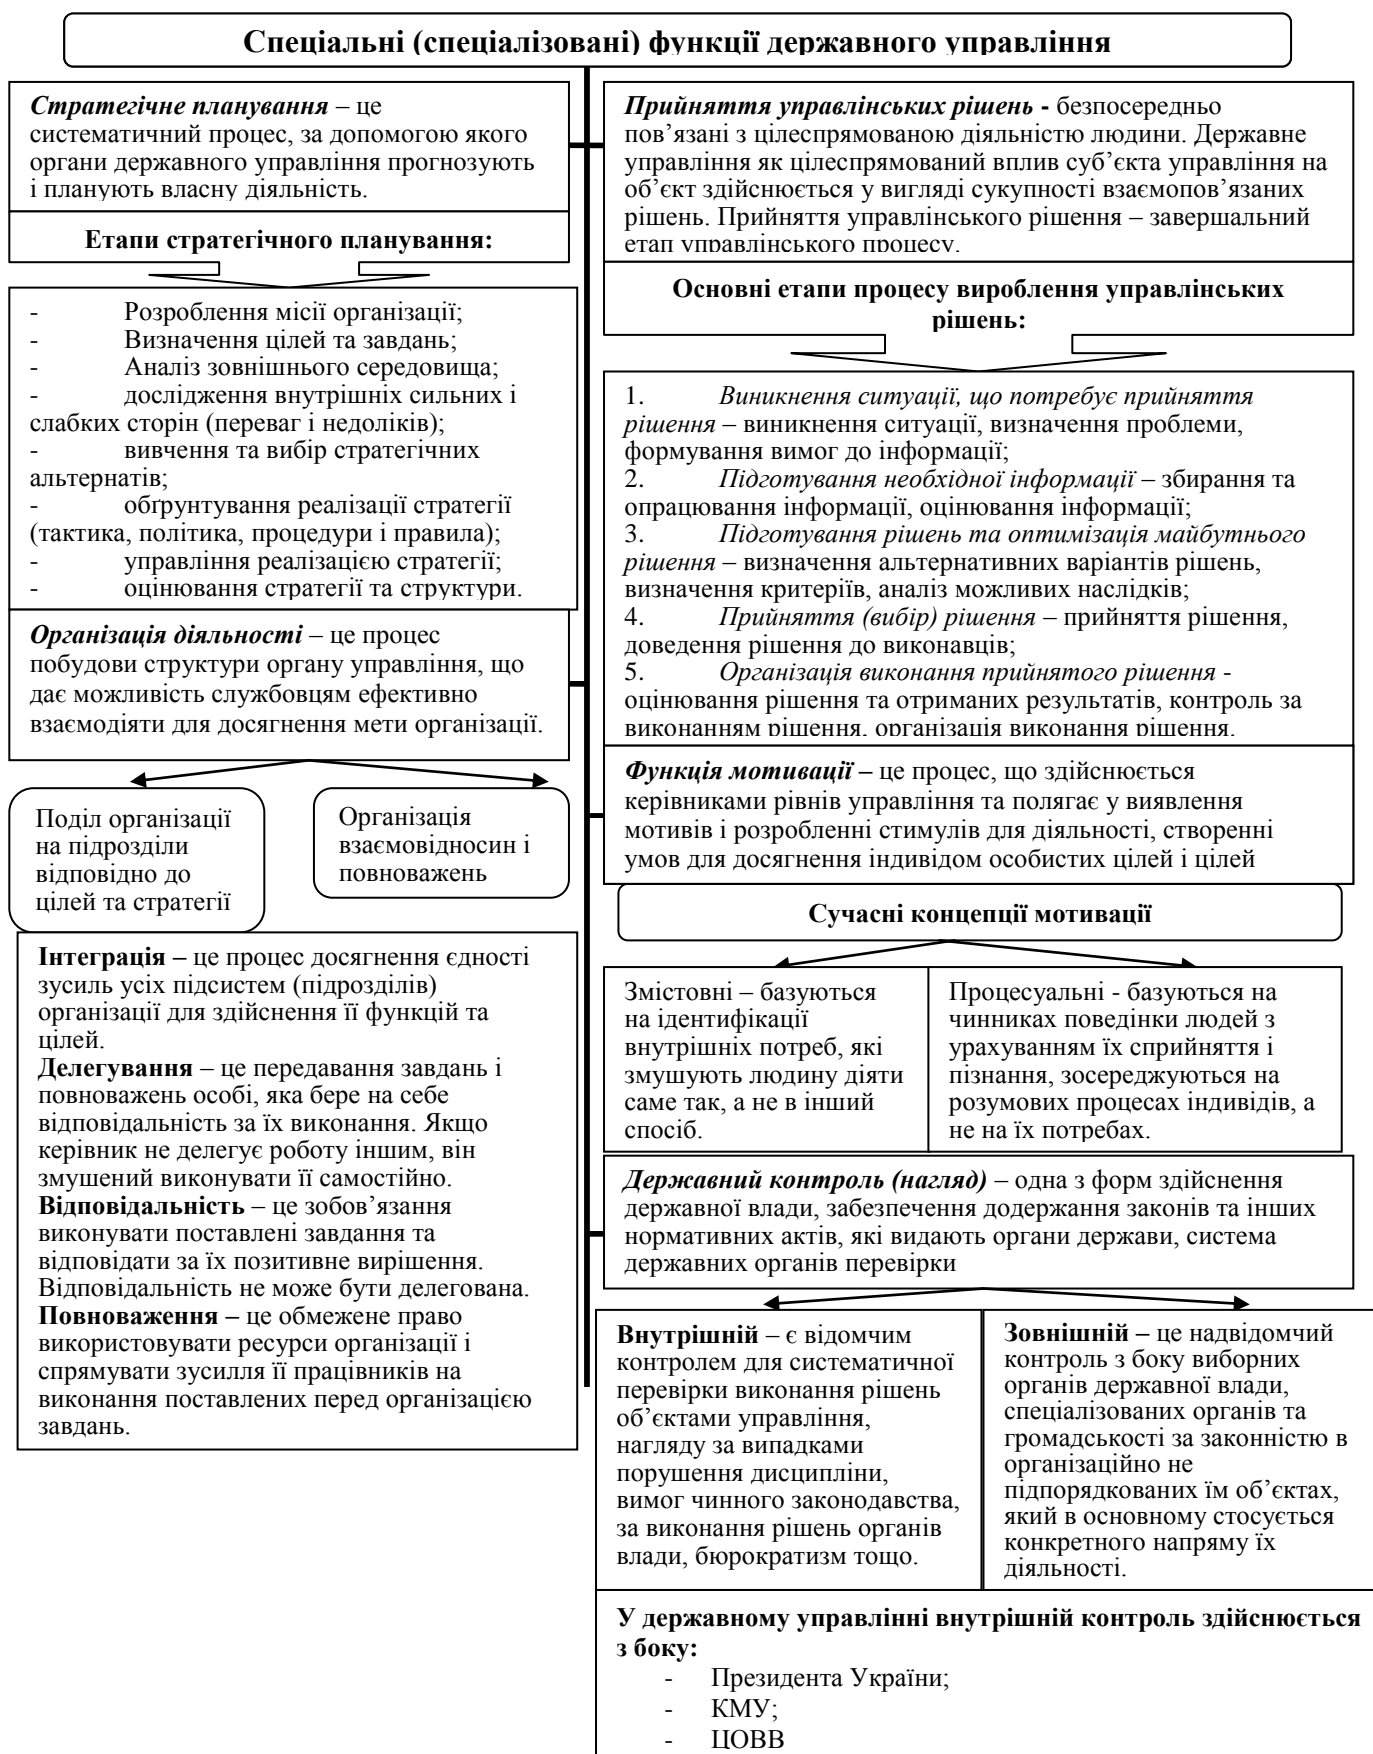 Спеціальні (спеціалізовані) функції державного управління
Стратегічне планування – це
систематичний процес, за допомогою якого
органи державного управління прогнозують
і планують власну діяльність.
Етапи стратегічного планування:
- Розроблення місії організації;
- Визначення цілей та завдань;
- Аналіз зовнішнього середовища;
- дослідження внутрішніх сильних і
слабких сторін (переваг і недоліків);
- вивчення та вибір стратегічних
альтернатів;
- обґрунтування реалізації стратегії
(тактика, політика, процедури і правила);
- управління реалізацією стратегії;
- оцінювання стратегії та структури.
Організація діяльності – це процес
побудови структури органу управління, що
дає можливість службовцям ефективно
взаємодіяти для досягнення мети організації.
Поділ організації
на підрозділи
відповідно до
цілей та стратегії
Організація
взаємовідносин і
повноважень
Інтеграція – це процес досягнення єдності
зусиль усіх підсистем (підрозділів)
організації для здійснення її функцій та
цілей.
Делегування – це передавання завдань і
повноважень особі, яка бере на себе
відповідальність за їх виконання. Якщо
керівник не делегує роботу іншим, він
змушений виконувати її самостійно.
Відповідальність – це зобов’язання
виконувати поставлені завдання та
відповідати за їх позитивне вирішення.
Відповідальність не може бути делегована.
Повноваження – це обмежене право
використовувати ресурси організації і
спрямувати зусилля її працівників на
виконання поставлених перед організацією
завдань.
Прийняття управлінських рішень - безпосередньо
пов’язані з цілеспрямованою діяльністю людини. Державне
управління як цілеспрямований вплив суб’єкта управління на
об’єкт здійснюється у вигляді сукупності взаємопов’язаних
рішень. Прийняття управлінського рішення – завершальний
етап управлінського процесу.
Основні етапи процесу вироблення управлінських
рішень:
1. Виникнення ситуації, що потребує прийняття
рішення – виникнення ситуації, визначення проблеми,
формування вимог до інформації;
2. Підготування необхідної інформації – збирання та
опрацювання інформації, оцінювання інформації;
3. Підготування рішень та оптимізація майбутнього
рішення – визначення альтернативних варіантів рішень,
визначення критеріїв, аналіз можливих наслідків;
4. Прийняття (вибір) рішення – прийняття рішення,
доведення рішення до виконавців;
5. Організація виконання прийнятого рішення -
оцінювання рішення та отриманих результатів, контроль за
виконанням рішення, організація виконання рішення.
Функція мотивації – це процес, що здійснюється
керівниками рівнів управління та полягає у виявлення
мотивів і розробленні стимулів для діяльності, створенні
умов для досягнення індивідом особистих цілей і цілей
Сучасні концепції мотивації
Змістовні – базуються
на ідентифікації
внутрішніх потреб, які
змушують людину діяти
саме так, а не в інший
спосіб.
Процесуальні - базуються на
чинниках поведінки людей з
урахуванням їх сприйняття і
пізнання, зосереджуються на
розумових процесах індивідів, а
не на їх потребах.
Державний контроль (нагляд) – одна з форм здійснення
державної влади, забезпечення додержання законів та інших
нормативних актів, які видають органи держави, система
державних органів перевірки
Внутрішній – є відомчим
контролем для систематичної
перевірки виконання рішень
об’єктами управління,
нагляду за випадками
порушення дисципліни,
вимог чинного законодавства,
за виконання рішень органів
влади, бюрократизм тощо.
Зовнішній – це надвідомчий
контроль з боку виборних
органів державної влади,
спеціалізованих органів та
громадськості за законністю в
організаційно не
підпорядкованих їм об’єктах,
який в основному стосується
конкретного напряму їх
діяльності.
У державному управлінні внутрішній контроль здійснюється
з боку:
- Президента України;
- КМУ;
- ЦОВВ